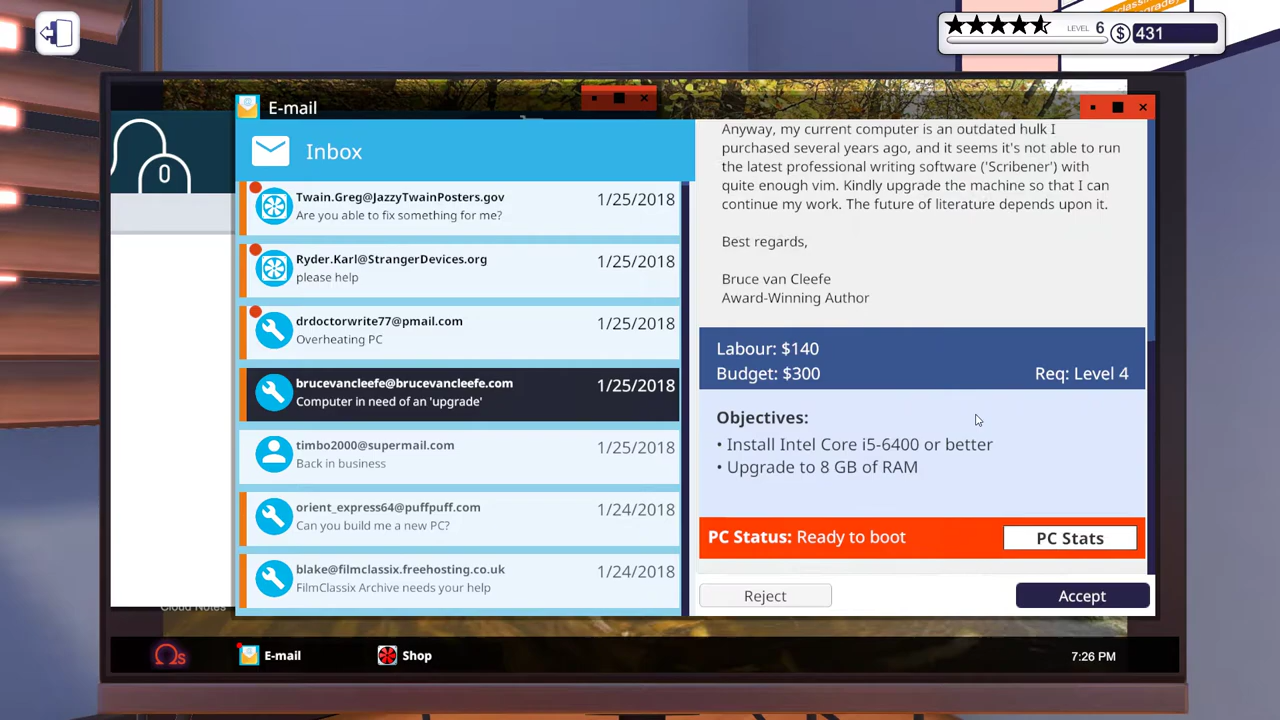 LEVEL 6 $ 431
E-mail
Inbox
Twain.Greg@JazzyTwainPosters.gov 1/25/2018
Are you able to fix something for me?
Ryder.Karl@StrangerDevices.org 1/25/2018
please help
drdoctorwrite77@pmail.com 1/25/2018
Overheating PC
brucevancleefe@brucevancleefe.com 1/25/2018
Computer in need of an 'upgrade'
timbo2000@supermail.com 1/25/2018
Back in business
orient_express64@puffpuff.com 1/24/2018
Can you build me a new PC?
blake@filmclassix.freehosting.co.uk 1/24/2018
FilmClassix Archive needs your help
Anyway, my current computer is an outdated hulk I
purchased several years ago, and it seems it's not able to run
the latest professional writing software ('Scribener') with
quite enough vim. Kindly upgrade the machine so that I can
continue my work. The future of literature depends upon it.
Best regards,
Bruce van Cleefe
Award-Winning Author
Labour: $140
Budget: $300 Req: Level 4
Objectives:
• Install Intel Core i5-6400 or better
• Upgrade to 8 GB of RAM
PC Status: Ready to boot PC Stats
Reject Accept
Cloud Notes
Ωs E-mail Shop 7:26 PM